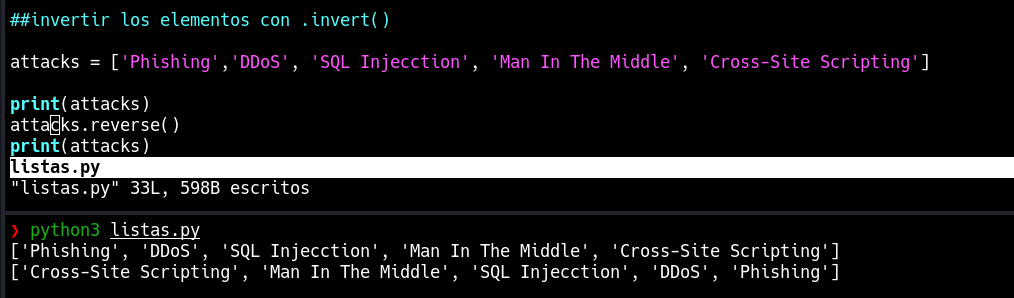 ##invertir los elementos con .invert()
attacks = ['Phishing','DDoS', 'SQL Injecction', 'Man In The Middle', 'Cross-Site Scripting']
print(attacks)
attacks.reverse()
print(attacks)
listas.py
"listas.py" 33L, 598B escritos
❯ python3 listas.py
['Phishing', 'DDoS', 'SQL Injecction', 'Man In The Middle', 'Cross-Site Scripting']
['Cross-Site Scripting', 'Man In The Middle', 'SQL Injecction', 'DDoS', 'Phishing']